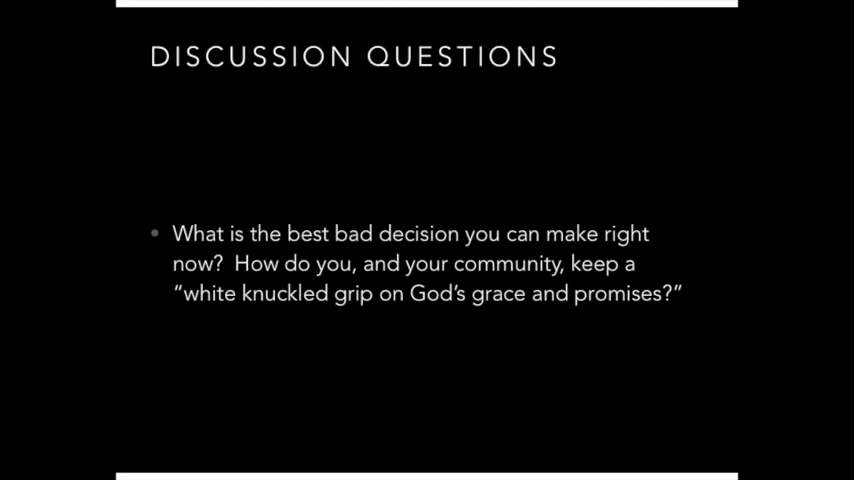 DISCUSSION QUESTIONS
• What is the best bad decision you can make right
now?  How do you, and your community, keep a
“white knuckled grip on God’s grace and promises?”